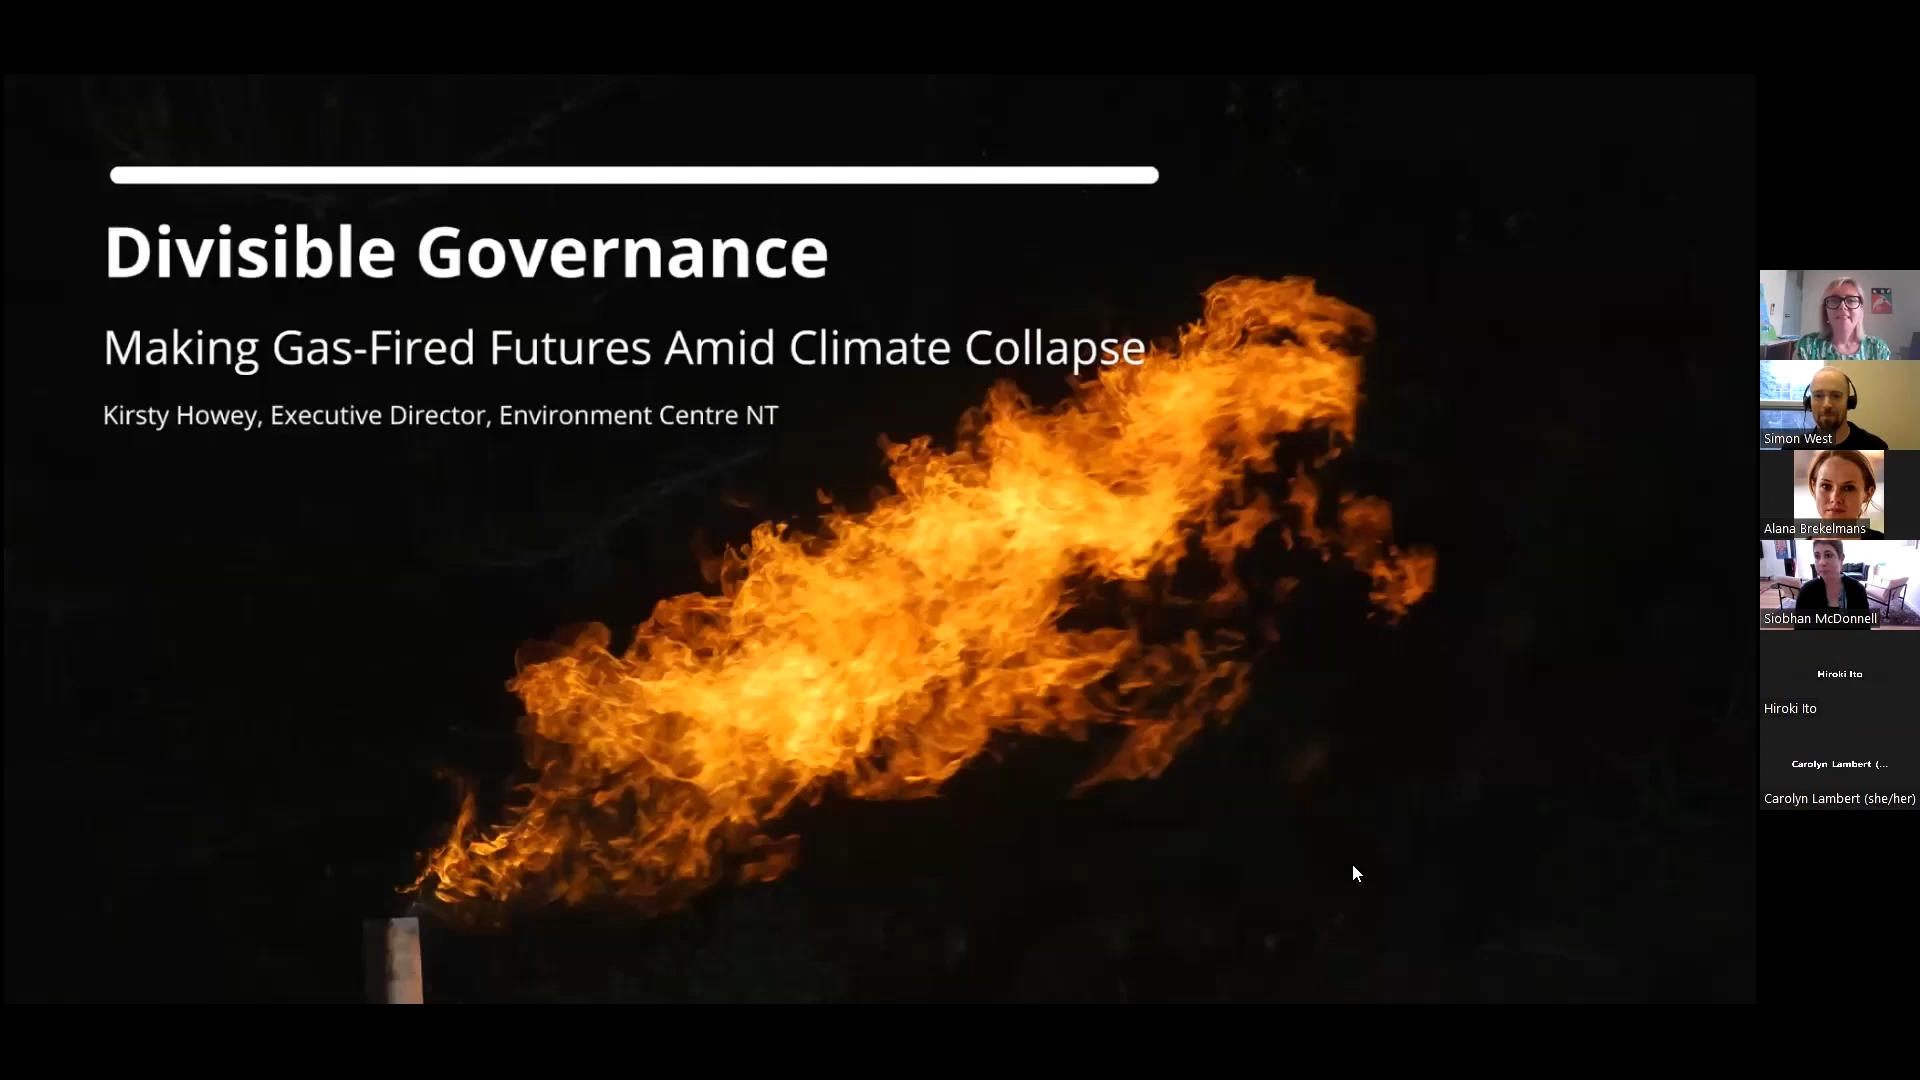 Divisible Governance
Making Gas-Fired Futures Amid Climate Collapse
Kirsty Howey, Executive Director, Environment Centre NT
Simon West
Alana Brekelmans
Siobhan McDonnell
Hiroki Ito
Hiroki Ito
Carolyn Lambert (...
Carolyn Lambert (she/her)